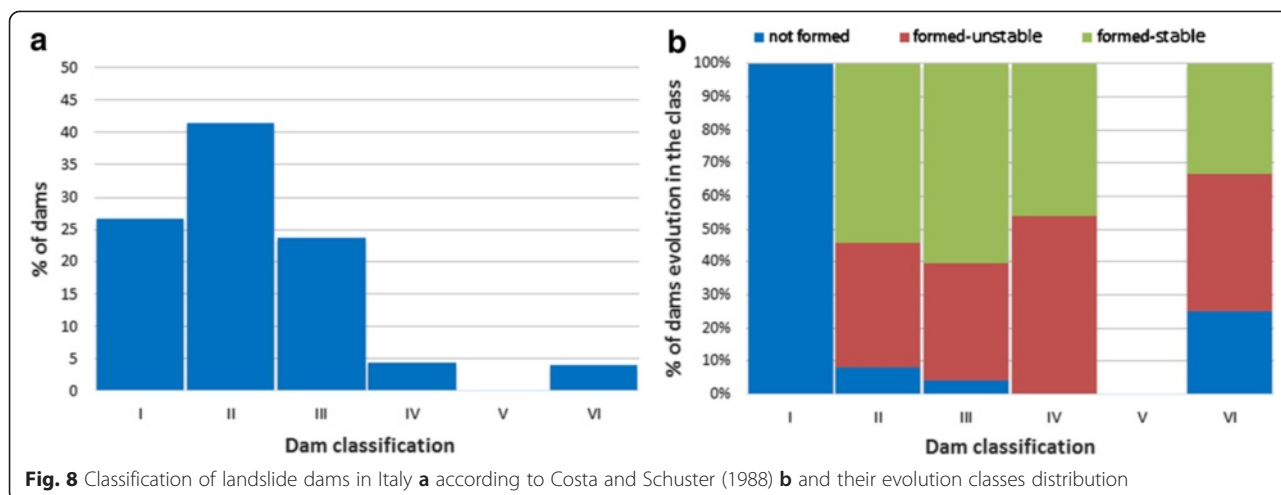 a
50
45
40
35
30
25
20
15
10
5
0
% of dams
I II III IV V VI
Dam classification
b
not formed formed-unstable formed-stable
100%
90%
80%
70%
60%
50%
40%
30%
20%
10%
0%
% of dams evolution in the class
I II III IV V VI
Dam classification
Fig. 8 Classification of landslide dams in Italy a according to Costa and Schuster (1988) b and their evolution classes distribution